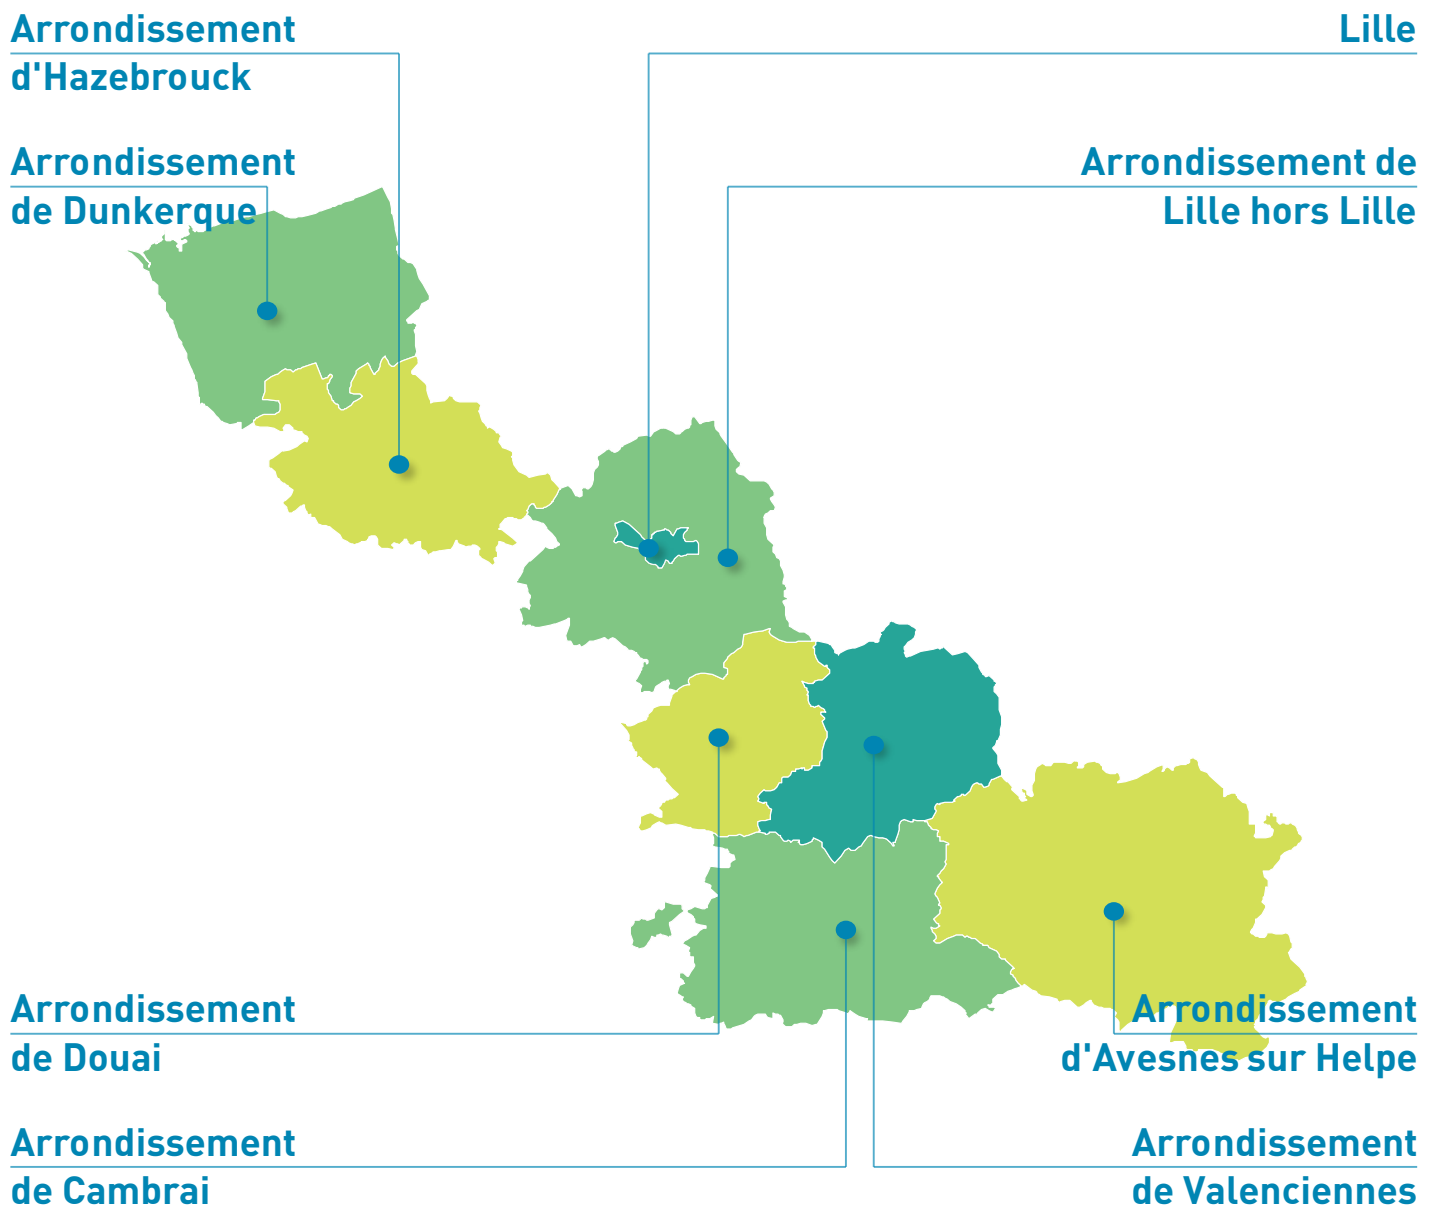 Arrondissement
d'Hazebrouck
Lille
Arrondissement
de Dunkerque
Arrondissement de
Lille hors Lille
Arrondissement
de Douai
Arrondissement
d'Avesnes sur Helpe
Arrondissement
de Cambrai
Arrondissement
de Valenciennes